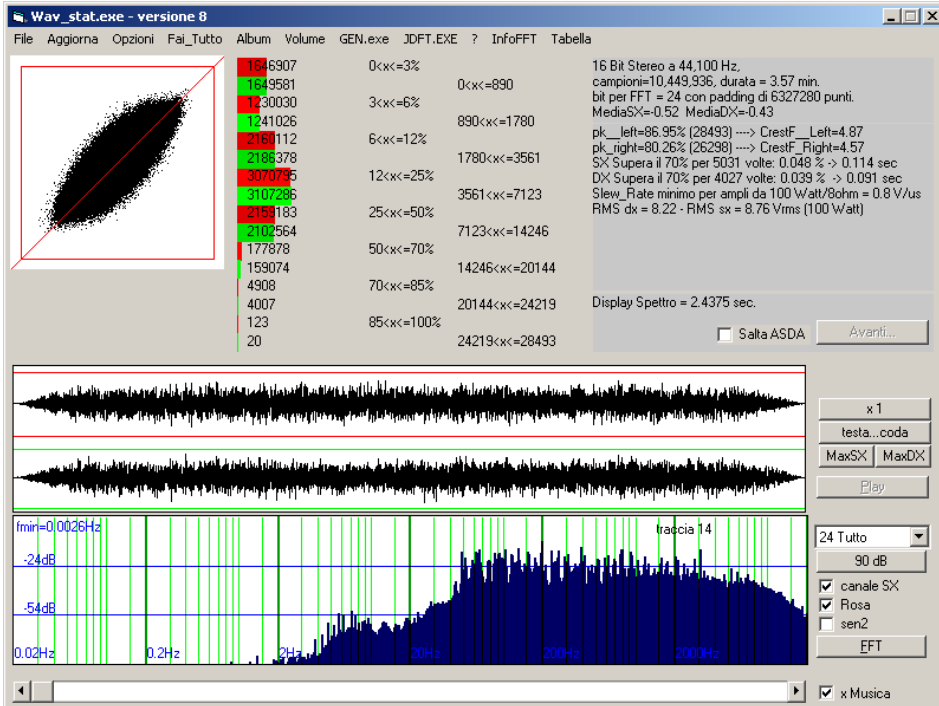 Wav_stat.exe - versione 8
File Aggiorna Opzioni Fai_Tutto Album Volume GEN.exe JDFT.EXE ? InfoFFT Tabella
1646907 0<x<=3%
1649581 0<x<=890
1230030 3<x<=6%
1241026 890<x<=1780
2160112 6<x<=12%
2186378 1780<x<=3561
3070795 12<x<=25%
3107286 3561<x<=7123
2159183 25<x<=50%
2102564 7123<x<=14246
177878 50<x<=70%
159074 14246<x<=20144
4908 70<x<=85%
4007 20144<x<=24219
123 85<x<=100%
20 24219<x<=28493
16 Bit Stereo a 44,100 Hz,
campioni=10,449,936, durata = 3.57 min.
bit per FFT = 24 con padding di 6327280 punti.
MediaSX=-0.52 MediaDX=-0.43
pk__left=86.95% (28493) ----> CrestF__Left=4.87
pk_right=80.26% (26298) ----> CrestF_Right=4.57
SX Supera il 70% per 5031 volte: 0.048 % -> 0.114 sec
DX Supera il 70% per 4027 volte: 0.039 % -> 0.091 sec
Slew_Rate minimo per ampli da 100 Watt/8ohm = 0.8 V/us
RMS dx = 8.22 - RMS sx = 8.76 Vrms (100 Watt)
Display Spettro = 2.4375 sec.
Salta ASDA Avanti...
x 1
testa...coda
MaxSX MaxDX
Play
fmin=0.0026Hz traccia 14
-24dB
-54dB
0.02Hz 0.2Hz 2Hz 20Hz 200Hz 2000Hz
24 Tutto
90 dB
canale SX
Rosa
sen2
FFT
x Musica